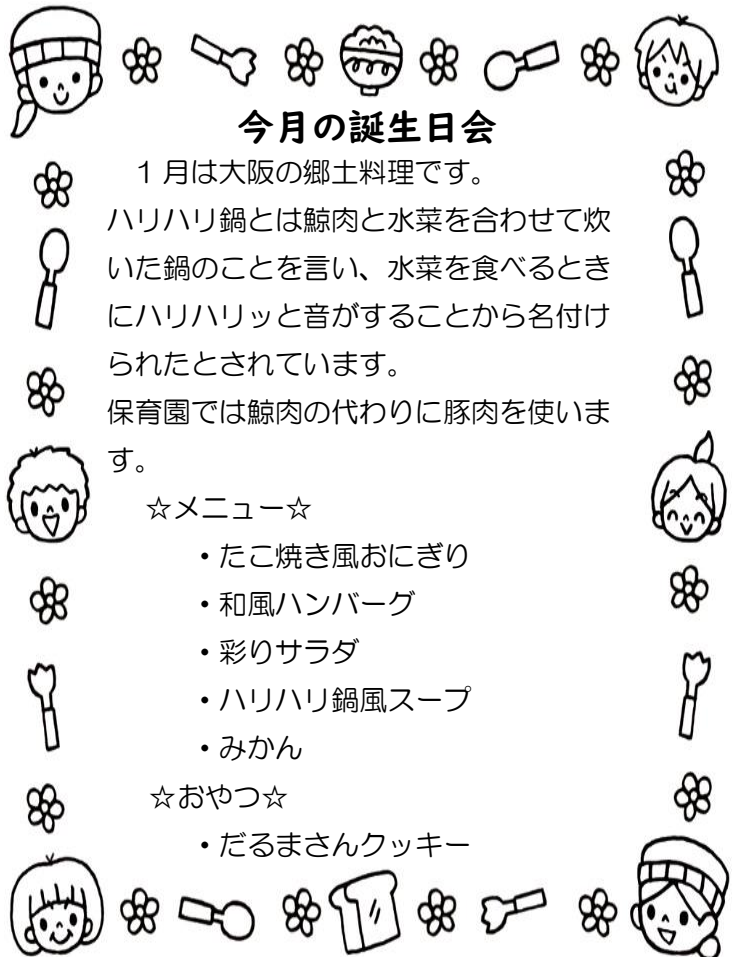 今月の誕生日会
１月は大阪の郷土料理です。
ハリハリ鍋とは鯨肉と水菜を合わせて炊
いた鍋のことを言い、水菜を食べるとき
にハリハリッと音がすることから名付け
られたとされています。
保育園では鯨肉の代わりに豚肉を使いま
す。
☆メニュー☆
・たこ焼き風おにぎり
・和風ハンバーグ
・彩りサラダ
・ハリハリ鍋風スープ
・みかん
☆おやつ☆
・だるまさんクッキー